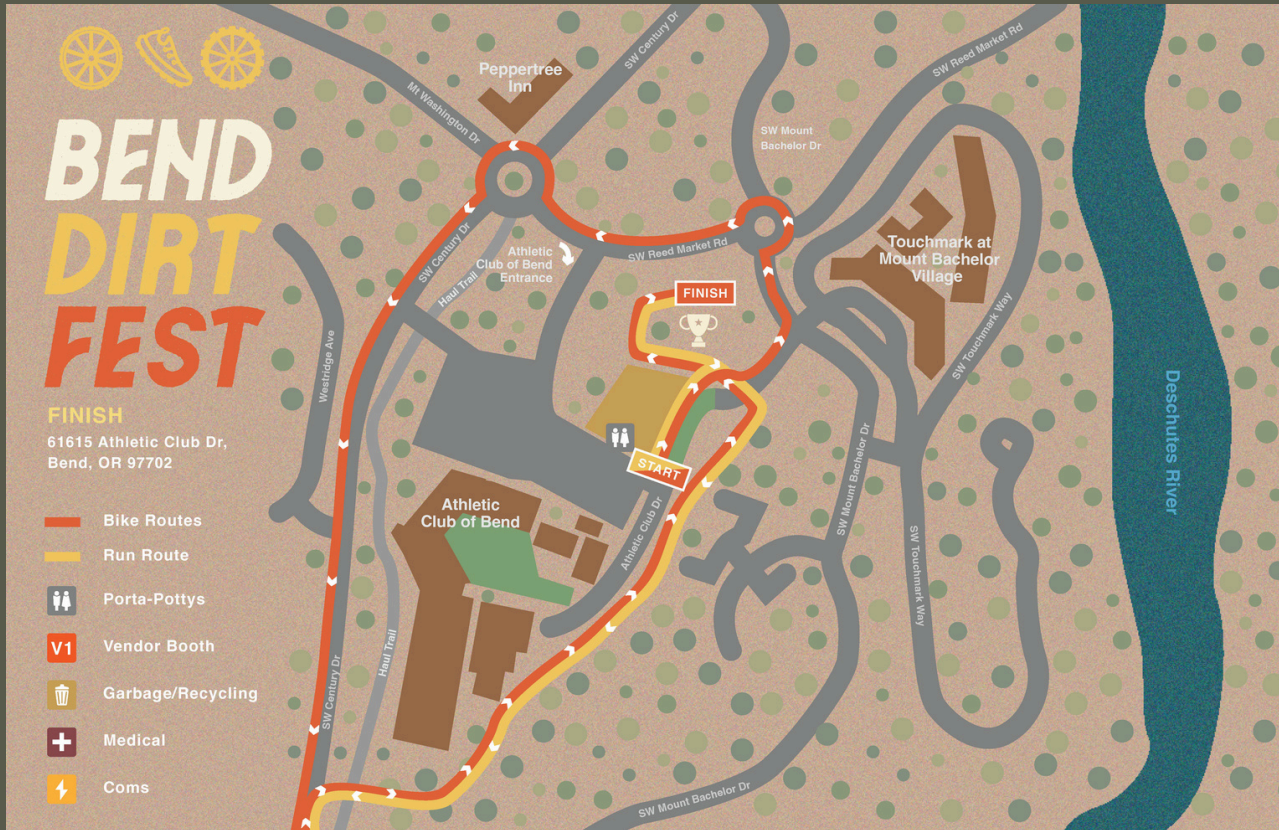 BEND
DIRT
FEST
FINISH
61615 Athletic Club Dr,
Bend, OR 97702
Bike Routes
Run Route
Porta-Pottys
V1
Vendor Booth
Garbage/Recycling
Medical
Coms
Peppertree
Inn
Mt Washington Dr
SW Century Dr
SW Mount
Bachelor Dr
SW Reed Market Rd
SW Century Dr
Haul Trail
Athletic
Club of Bend
Entrance
SW Reed Market Rd
Touchmark at
Mount Bachelor
Village
FINISH
SW Touchmark Way
Westridge Ave
START
Athletic
Club of Bend
Athletic Club Dr
SW Mount Bachelor Dr
SW Touchmark Way
Deschutes River
Haul Trail
SW Century Dr
SW Mount Bachelor Dr